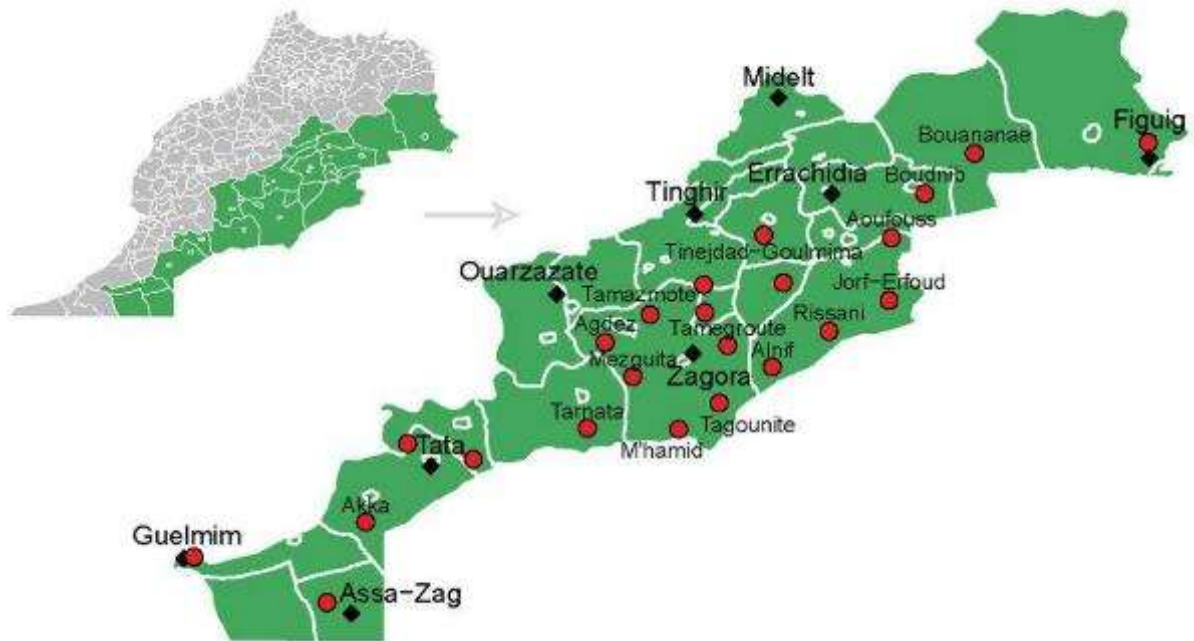 Midelt
Figuig
Bouananae
Errachidia
Boudnib
Tinghir
Aoufouss
Tinejdad-Goulmima
Ouarzazate
Jorf-Erfoud
Tamazmote
Rissani
Agdez
Tamegroute
Mezguita
Alnif
Zagora
Tarnata
Tagounite
M'hamid
Tata
Akka
Guelmim
Assa-Zag